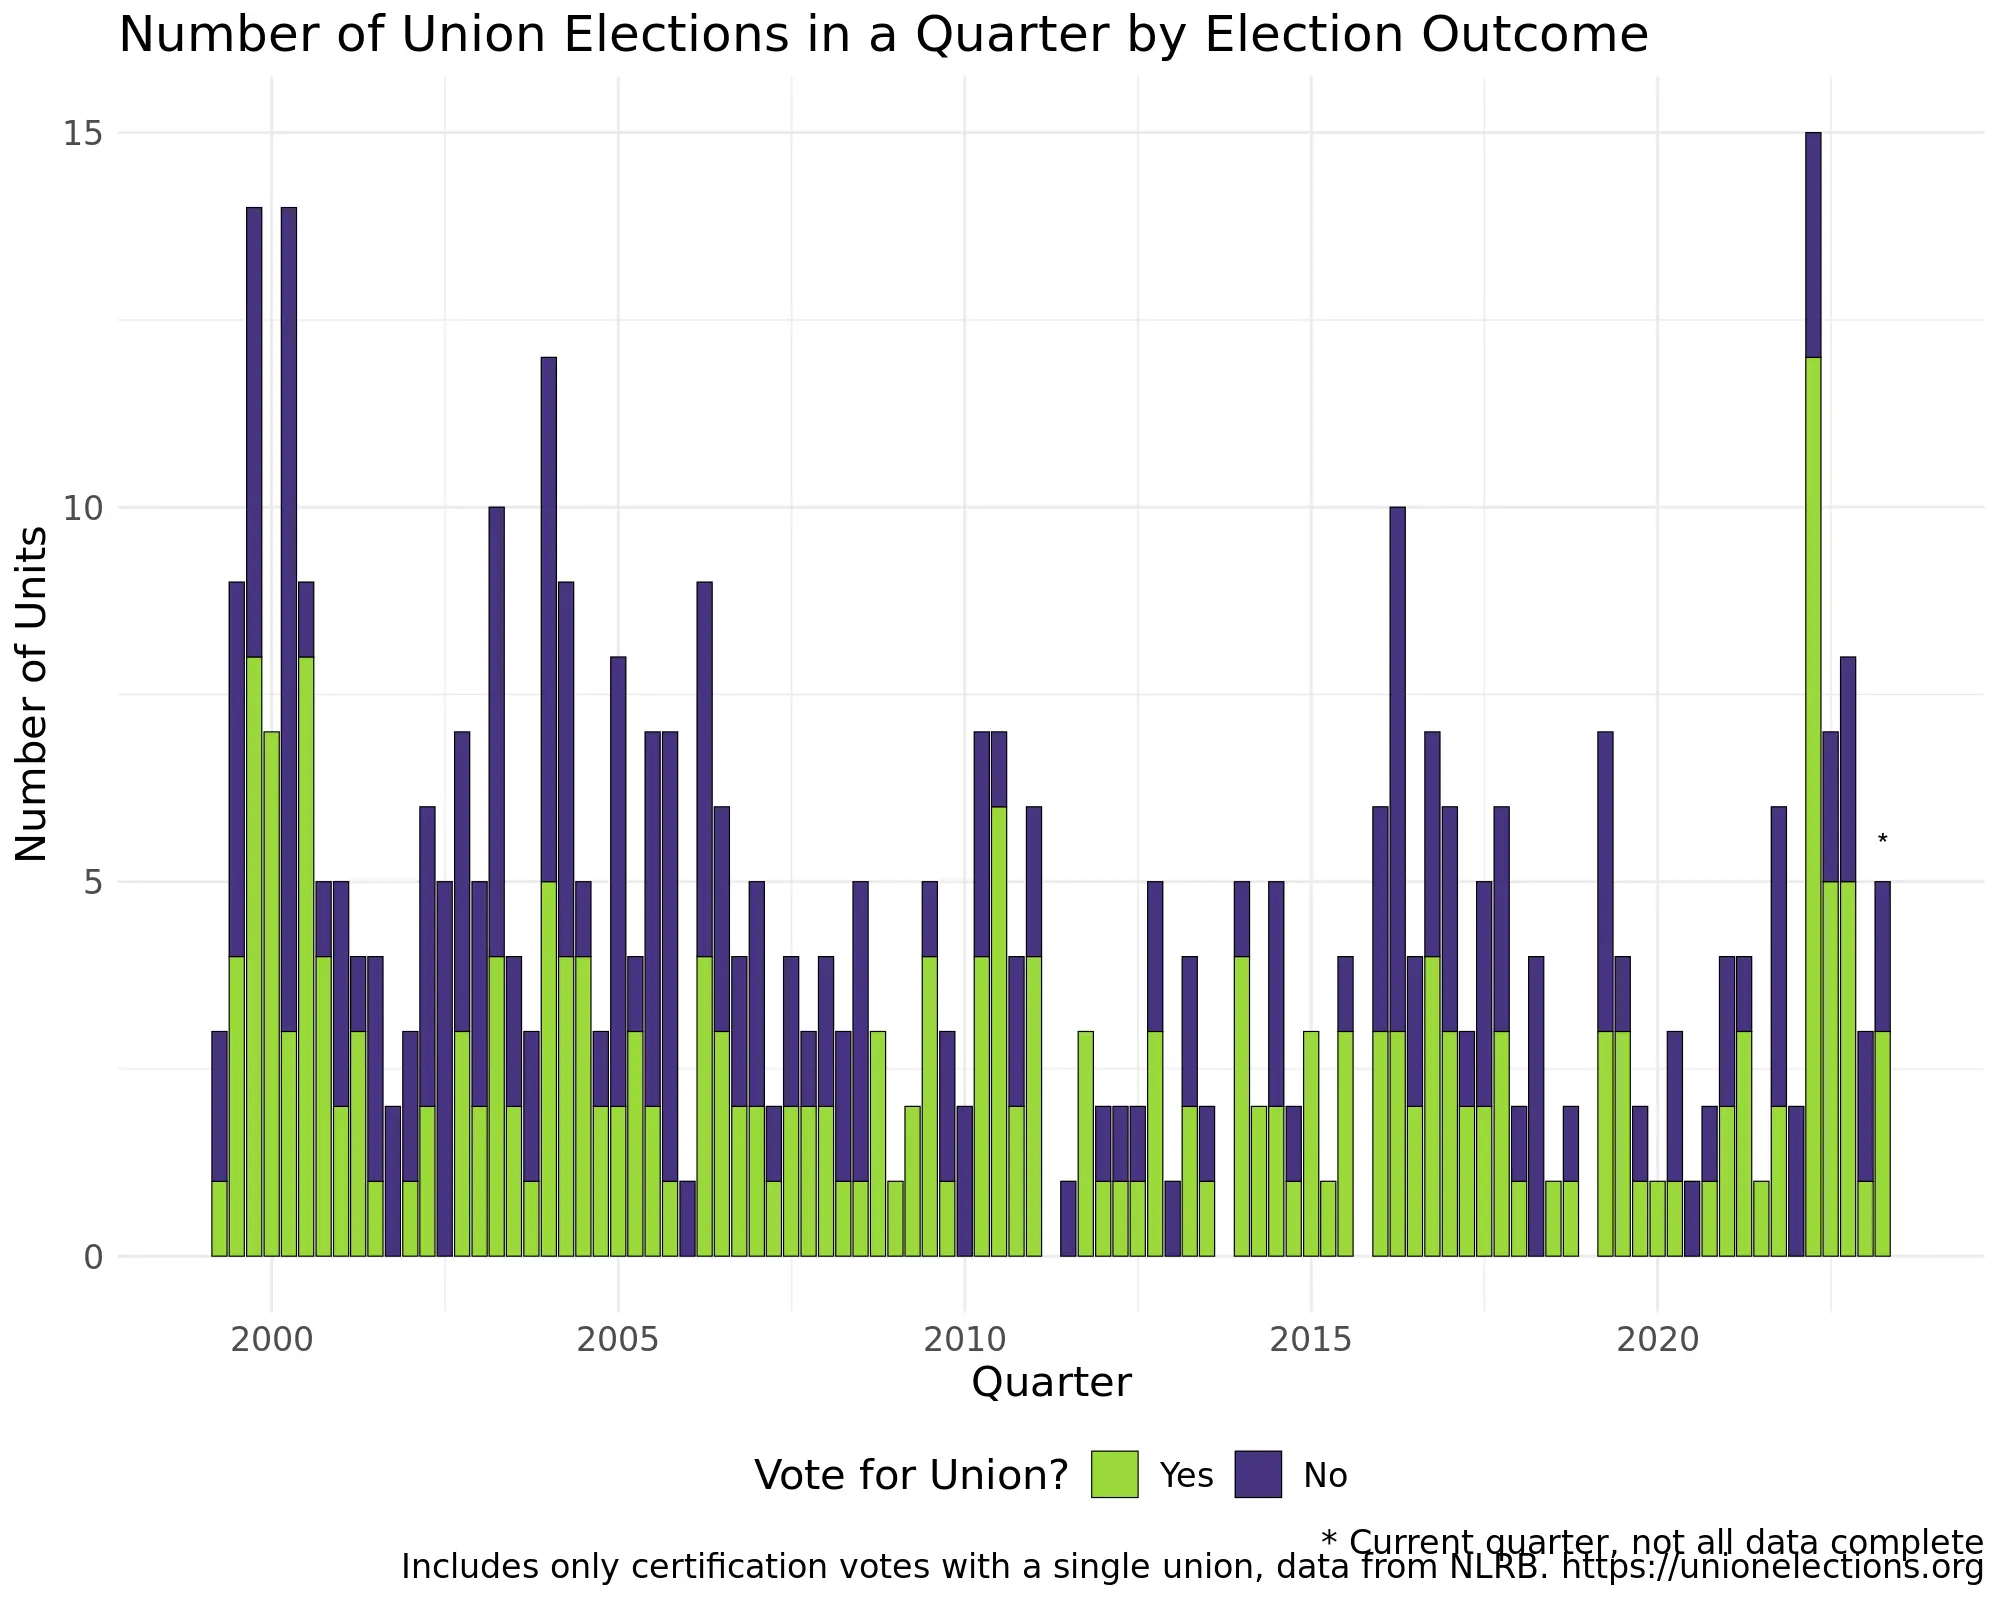 Number of Union Elections in a Quarter by Election Outcome
Number of Units
15
10
5
0
*
2000 2005 2010 2015 2020
Quarter
Vote for Union? Yes No
* Current quarter, not all data complete
Includes only certification votes with a single union, data from NLRB. https://unionelections.org